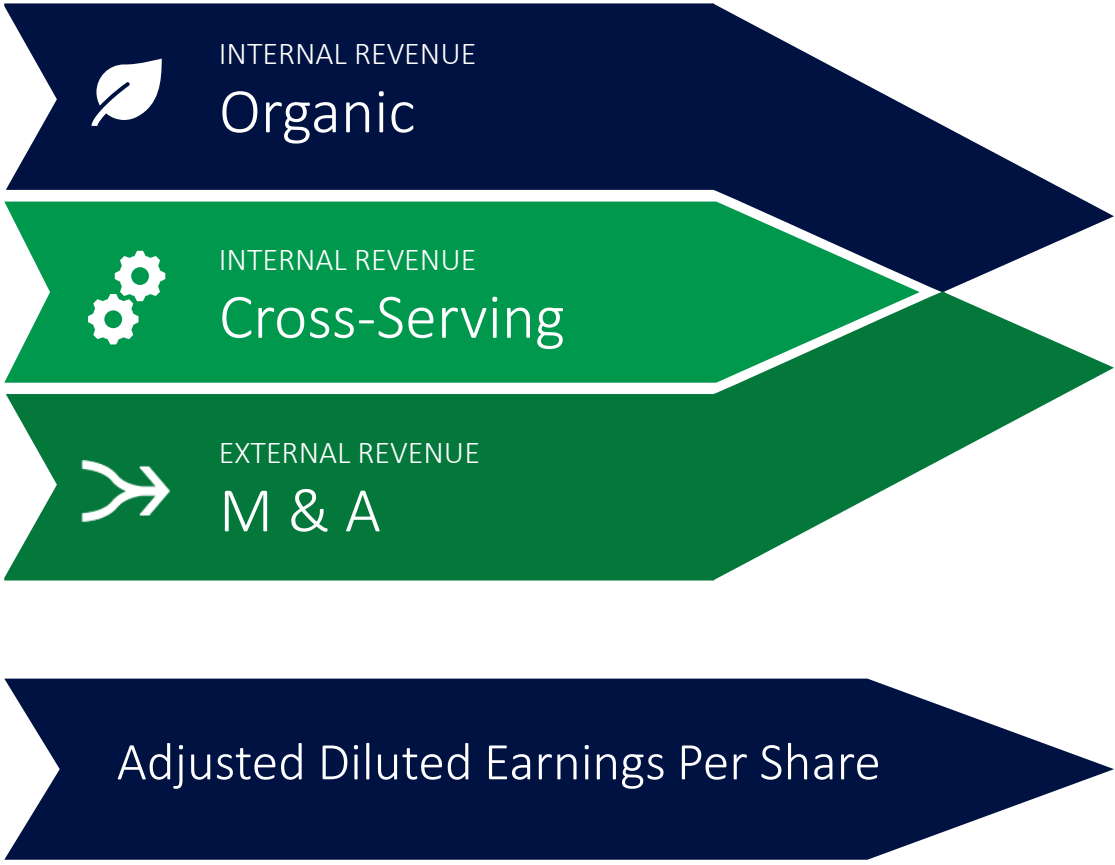 INTERNAL REVENUE
Organic
INTERNAL REVENUE
Cross-Serving
EXTERNAL REVENUE
M & A
Adjusted Diluted Earnings Per Share